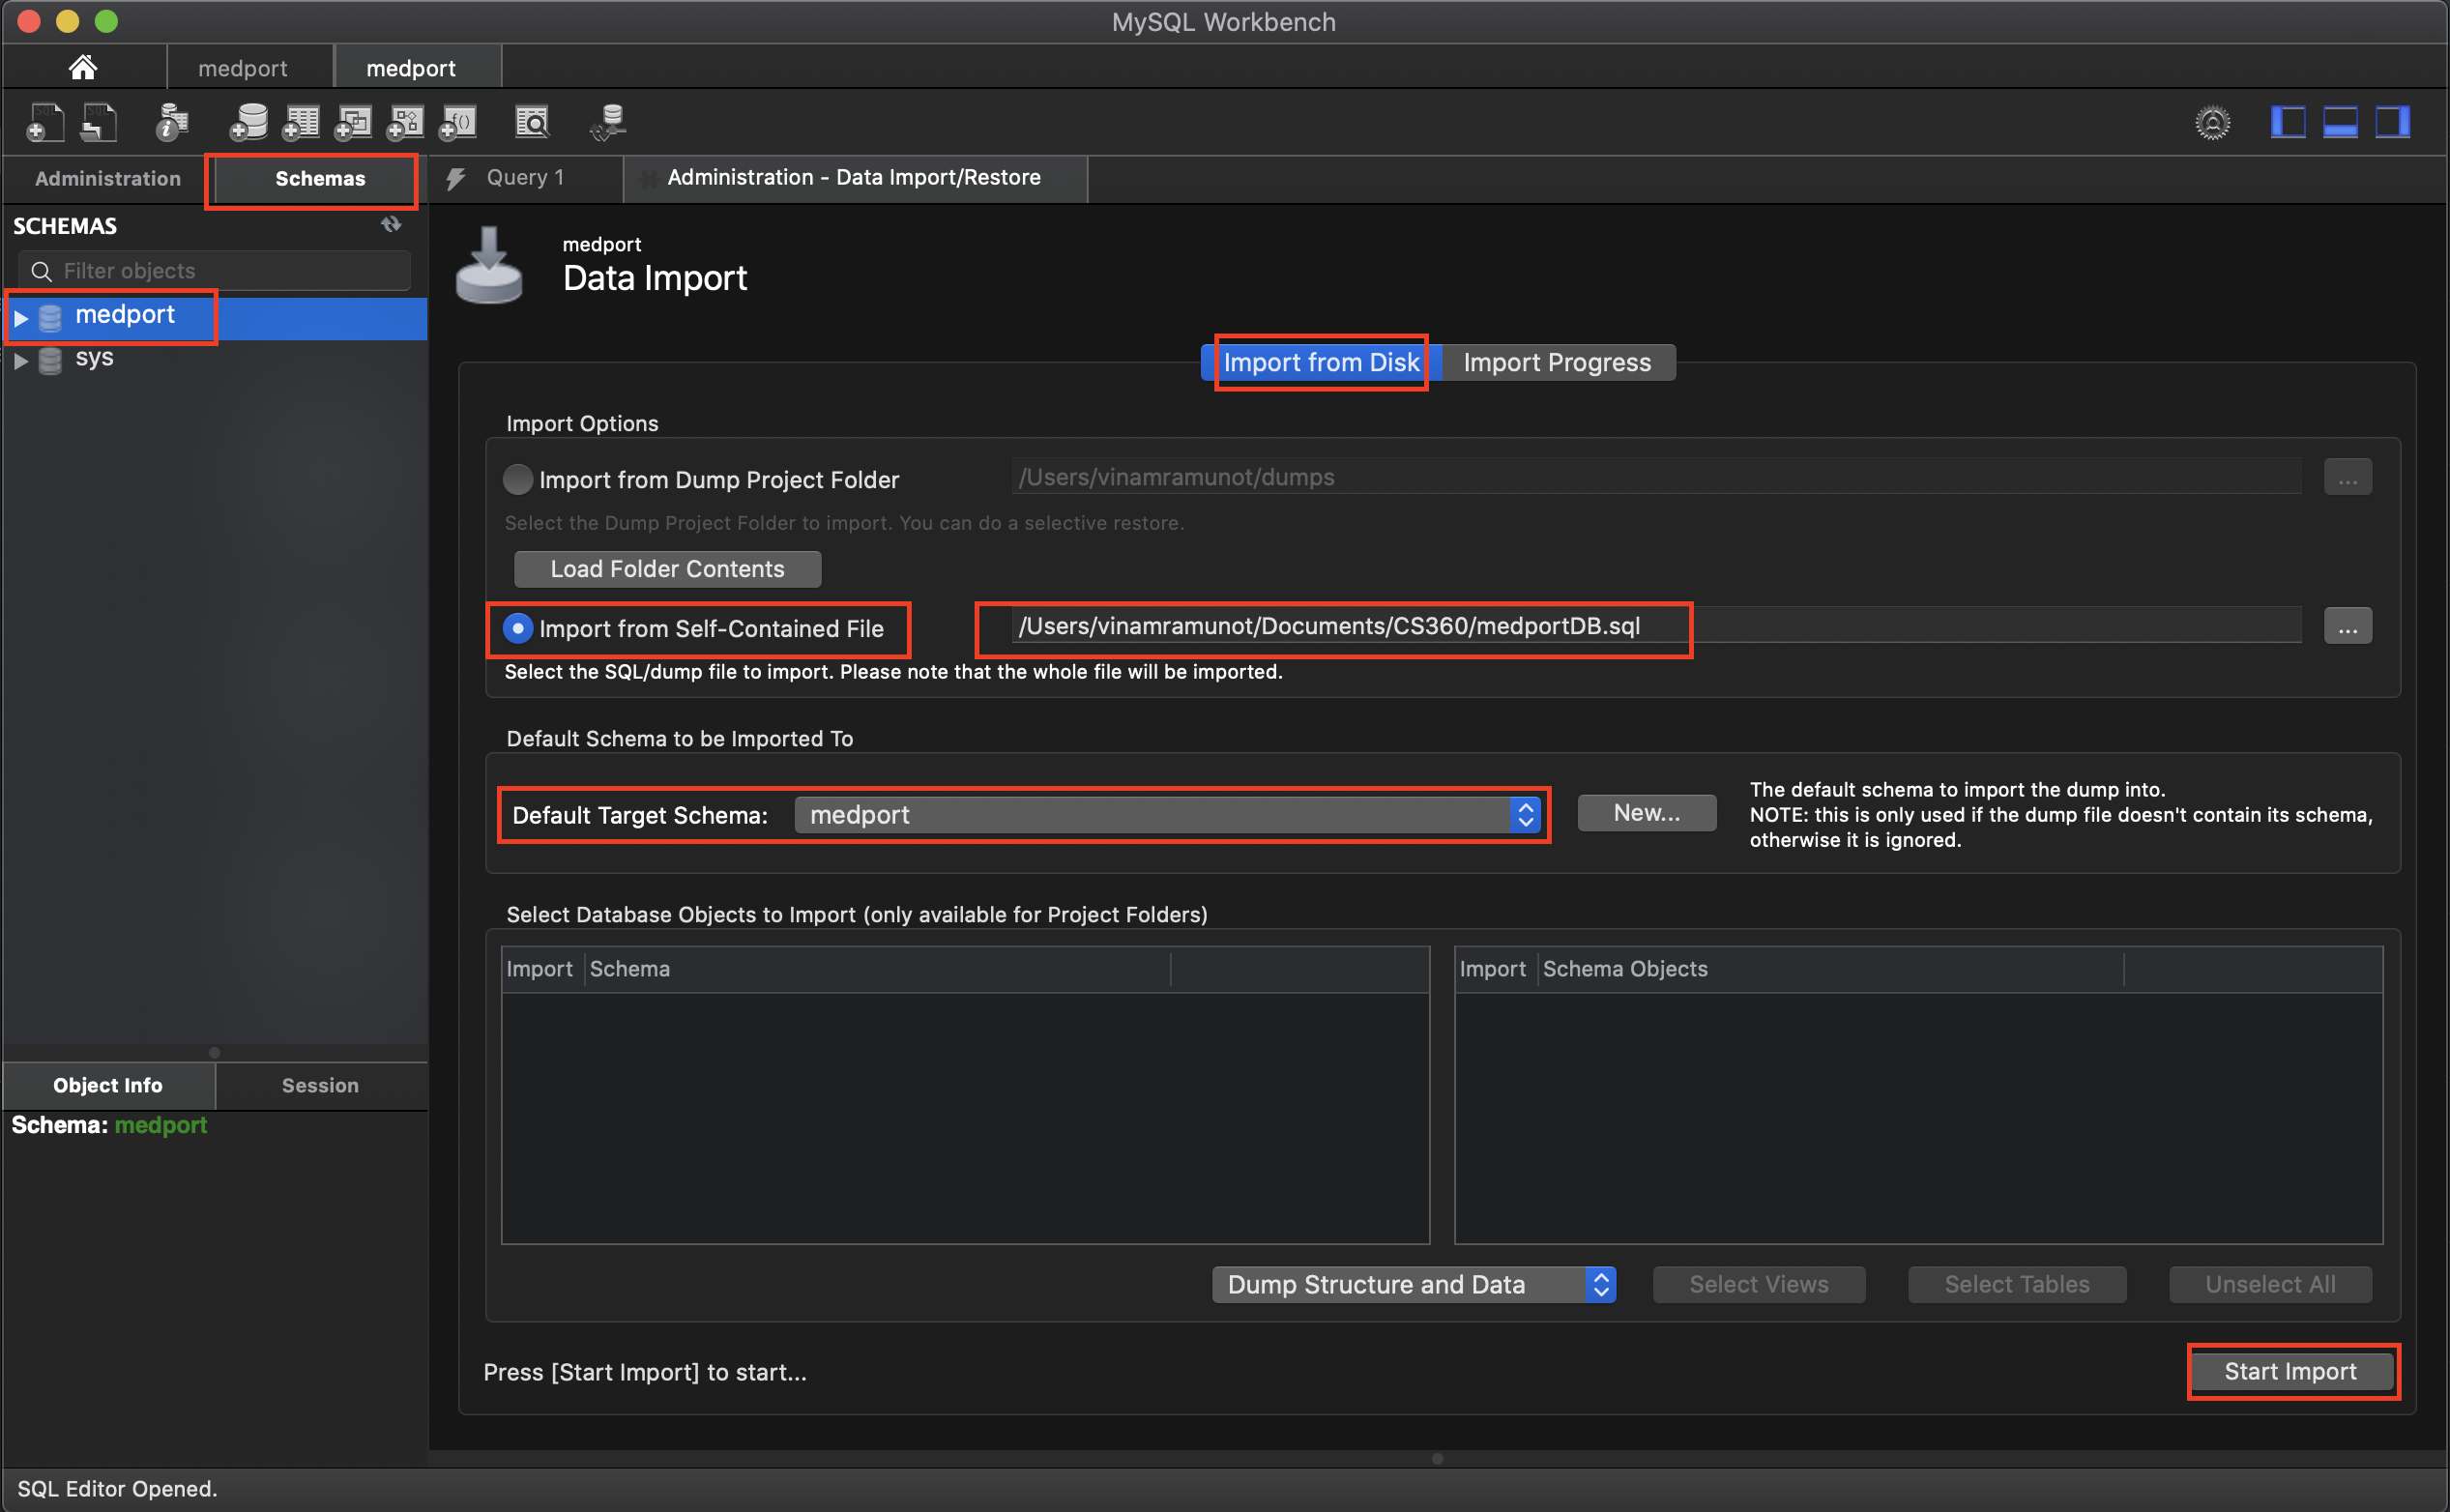 MySQL Workbench
medport
medport
Administration
Schemas
Query 1
Administration - Data Import/Restore
SCHEMAS
Filter objects
medport
sys
medport
Data Import
Import from Disk
Import Progress
Import Options
Import from Dump Project Folder
/Users/vinamramunot/dumps
...
Select the Dump Project Folder to import. You can do a selective restore.
Load Folder Contents
Import from Self-Contained File
/Users/vinamramunot/Documents/CS360/medportDB.sql
...
Select the SQL/dump file to import. Please note that the whole file will be imported.
Default Schema to be Imported To
Default Target Schema:
medport
New...
The default schema to import the dump into.
NOTE: this is only used if the dump file doesn't contain its schema,
otherwise it is ignored.
Select Database Objects to Import (only available for Project Folders)
Import Schema
Import Schema Objects
Dump Structure and Data
Select Views
Select Tables
Unselect All
Press [Start Import] to start...
Start Import
Object Info
Session
Schema: medport
SQL Editor Opened.